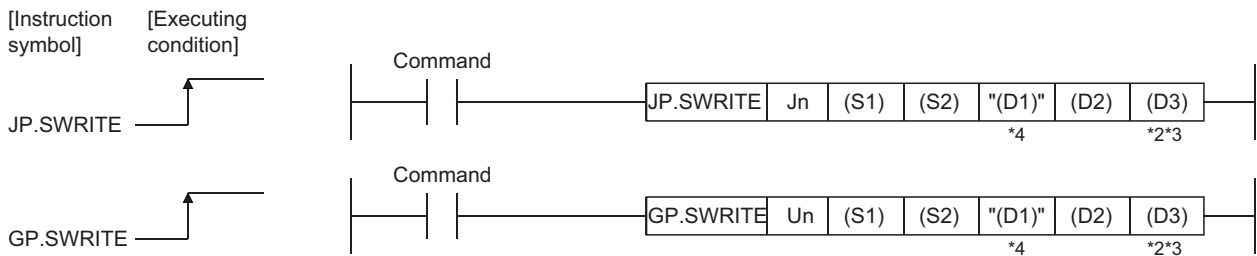 [Instruction symbol] [Executing condition]
Command
JP.SWRITE
JP.SWRITE Jn (S1) (S2) "(D1)" (D2) (D3)
*4 *2*3
Command
GP.SWRITE
GP.SWRITE Un (S1) (S2) "(D1)" (D2) (D3)
*4 *2*3